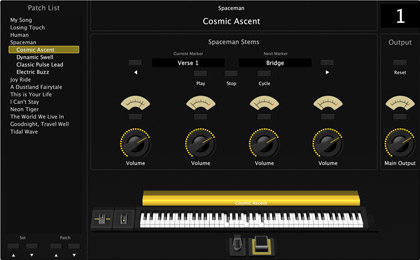 Patch List
My Song
Losing Touch
Human
Spaceman
Cosmic Ascent
Dynamic Swell
Classic Pulse Lead
Electric Buzz
Joy Ride
A Dustland Fairytale
This is Your Life
I Can't Stay
Neon Tiger
The World We Live In
Goodnight, Travel Well
Tidal Wave
Set
Patch
Spaceman
Cosmic Ascent
1
Spaceman Stems
Current Marker
Next Marker
Verse 1
Bridge
Play
Stop
Cycle
Volume
Volume
Volume
Volume
Output
Reset
Main Output
Cosmic Ascent